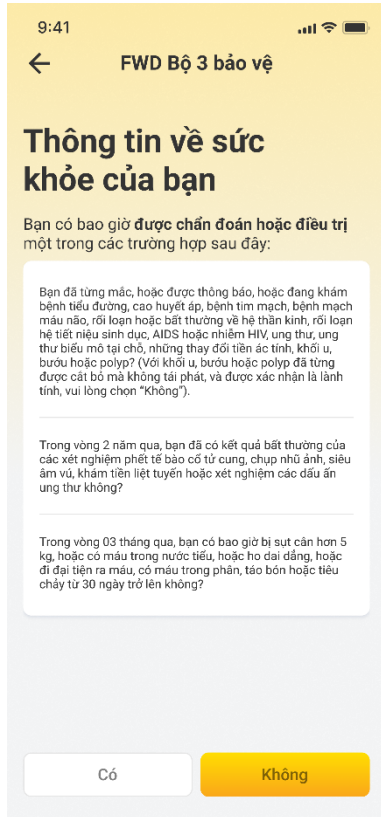 9:41
FWD Bộ 3 bảo vệ
Thông tin về sức
khỏe của bạn
Bạn có bao giờ được chẩn đoán hoặc điều trị
một trong các trường hợp sau đây:
Bạn đã từng mắc, hoặc được thông báo, hoặc đang khám
bệnh tiểu đường, cao huyết áp, bệnh tim mạch, bệnh mạch
máu não, rối loạn hoặc bất thường về hệ thần kinh, rối loạn
hệ tiết niệu sinh dục, AIDS hoặc nhiễm HIV, ung thư, ung
thư biểu mô tại chỗ, những thay đổi tiền ác tính, khối u,
bướu hoặc polyp? (Với khối u, bướu hoặc polyp đã từng
được cắt bỏ mà không tái phát, và được xác nhận là lành
tính, vui lòng chọn “Không”).
Trong vòng 2 năm qua, bạn đã có kết quả bất thường của
các xét nghiệm phết tế bào cổ tử cung, chụp nhũ ảnh, siêu
âm vú, khám tiền liệt tuyến hoặc xét nghiệm các dấu ấn
ung thư không?
Trong vòng 03 tháng qua, bạn có bao giờ bị sụt cân hơn 5
kg, hoặc có máu trong nước tiểu, hoặc ho dai dẳng, hoặc
đi đại tiện ra máu, có máu trong phân, táo bón hoặc tiêu
chảy từ 30 ngày trở lên không?
Có
Không